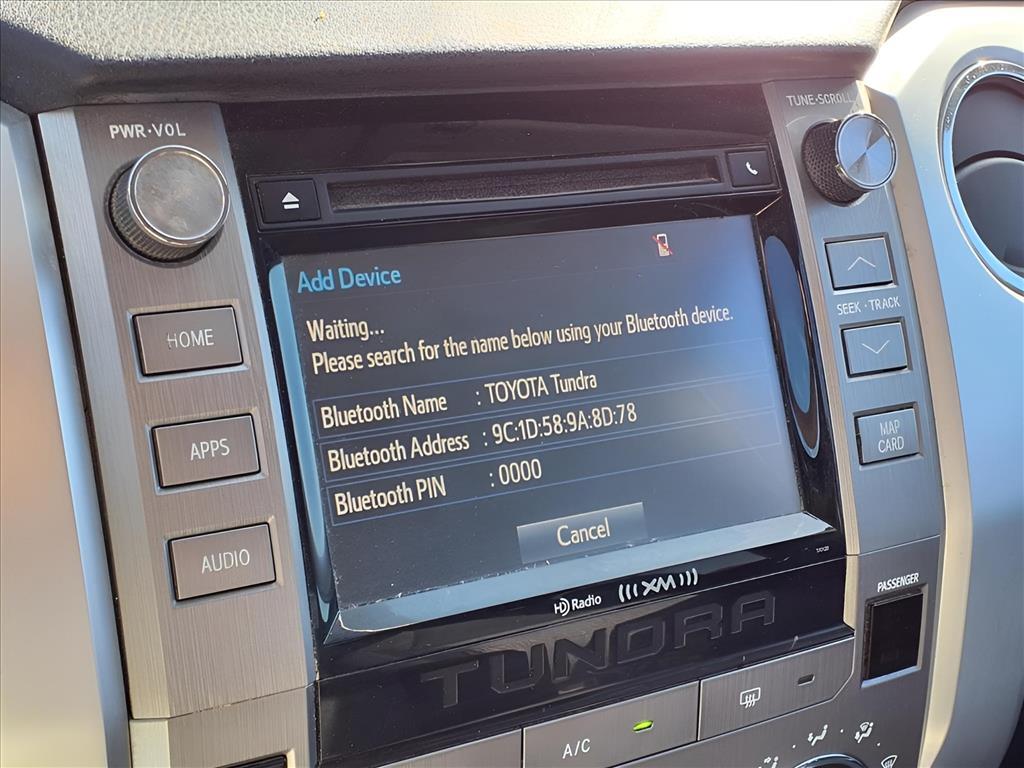 PWR·VOL
TUNE·SCROLL
HOME
APPS
AUDIO
Add Device
Waiting...
Please search for the name below using your Bluetooth device.
Bluetooth Name : TOYOTA Tundra
Bluetooth Address : 9C:1D:58:9A:8D:78
Bluetooth PIN : 0000
Cancel
SEEK·TRACK
MAP
CARD
HD Radio
((( XM )))
TUNDRA
PASSENGER
A/C